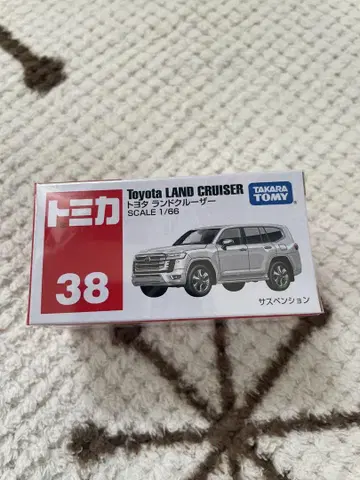 トミカ
38
Toyota LAND CRUISER
トヨタ ランドクルーザー
SCALE 1/66
TAKARA
TOMY
サスペンション